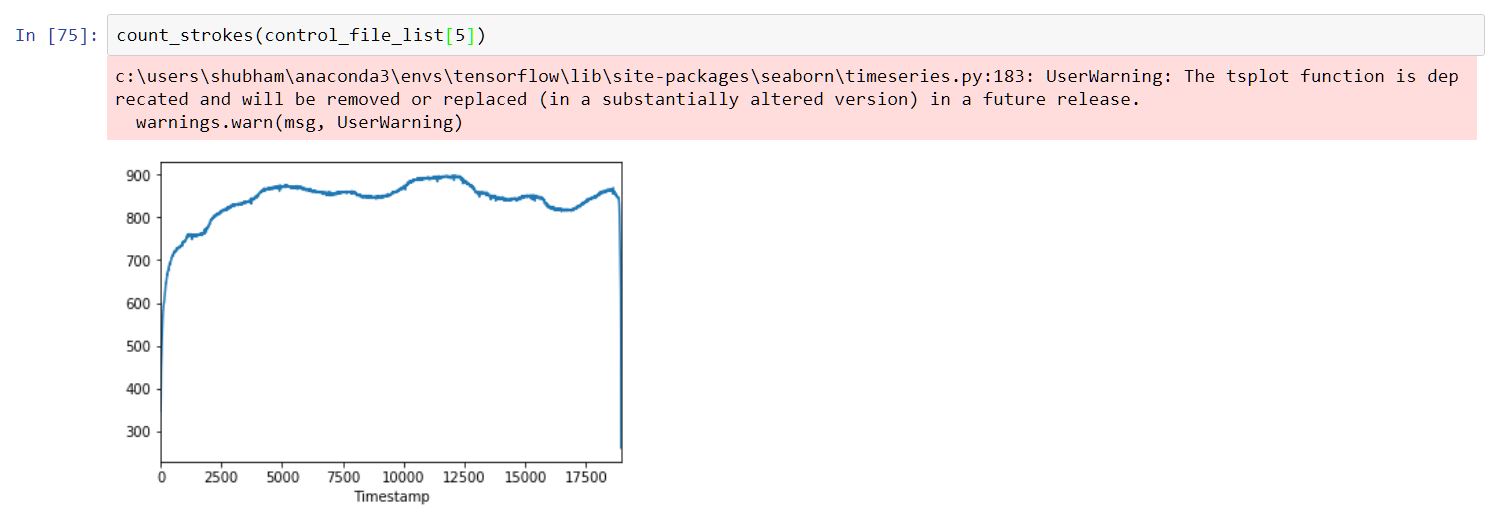 In [75]: count_strokes(control_file_list[5])
c:\users\shubham\anaconda3\envs\tensorflow\lib\site-packages\seaborn\timeseries.py:183: UserWarning: The tsplot function is dep
recated and will be removed or replaced (in a substantially altered version) in a future release.
  warnings.warn(msg, UserWarning)
900
800
700
600
500
400
300
0 2500 5000 7500 10000 12500 15000 17500
Timestamp